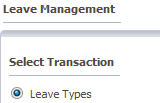 Leave Management
Select Transaction
Leave Types